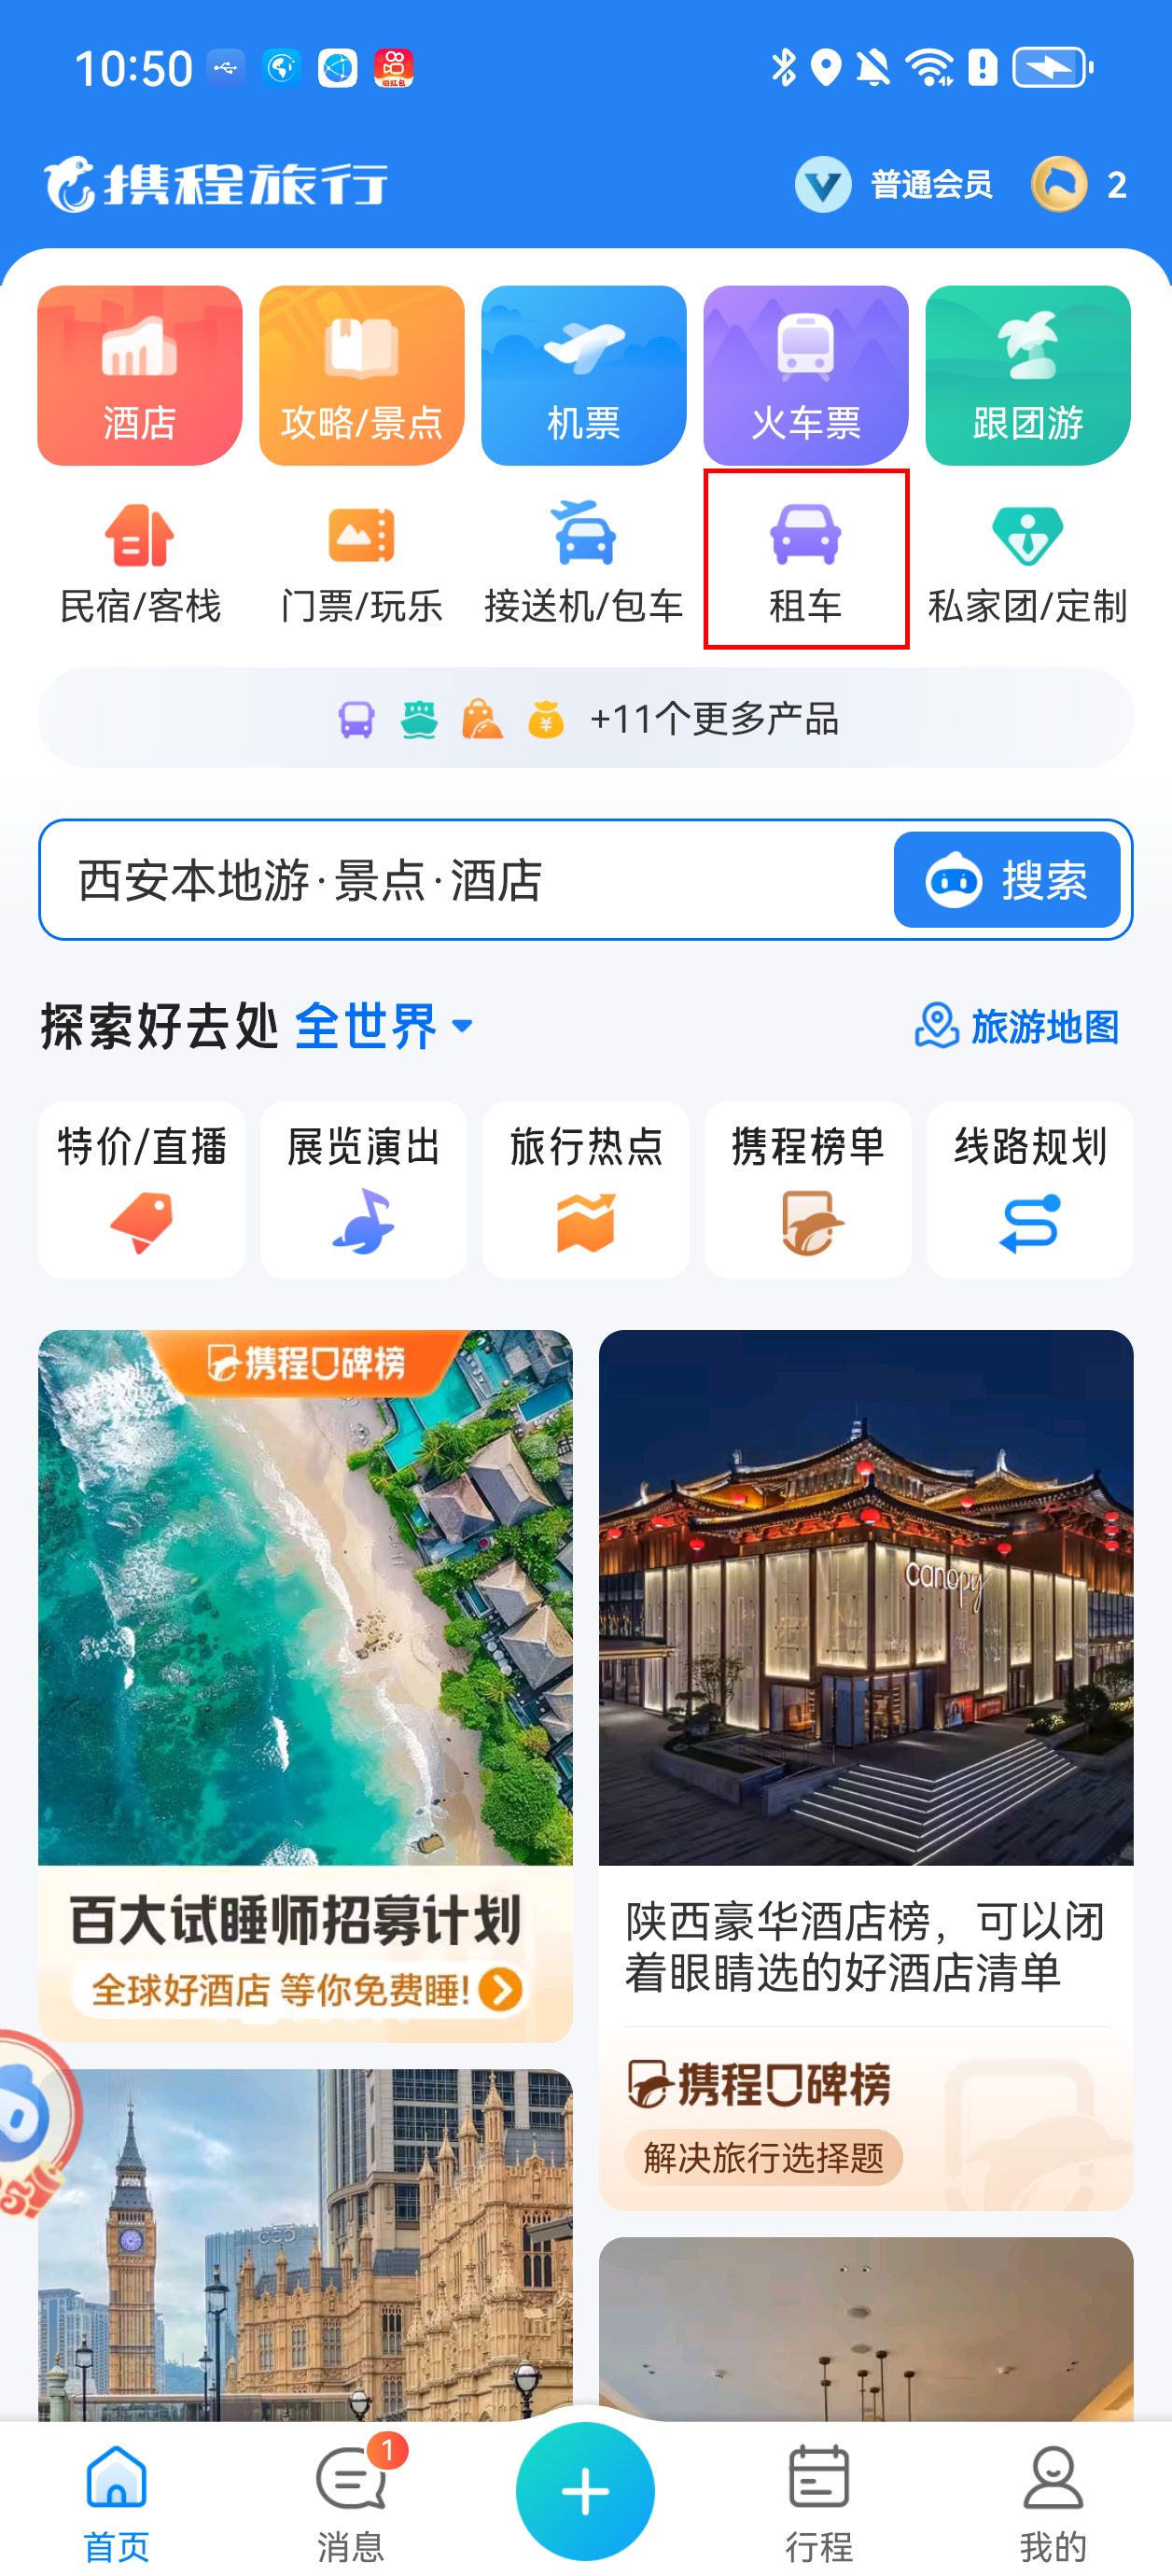 10:50
携程旅行
普通会员
2
酒店
攻略/景点
机票
火车票
跟团游
民宿/客栈
门票/玩乐
接送机/包车
租车
私家团/定制
+11个更多产品
西安本地游·景点·酒店
搜索
探索好去处 全世界
旅游地图
特价/直播
展览演出
旅行热点
携程榜单
线路规划
携程口碑榜
canopy
百大试睡师招募计划
全球好酒店 等你免费睡!
陕西豪华酒店榜，可以闭
着眼睛选的好酒店清单
携程口碑榜
解决旅行选择题
首页
消息
1
行程
我的